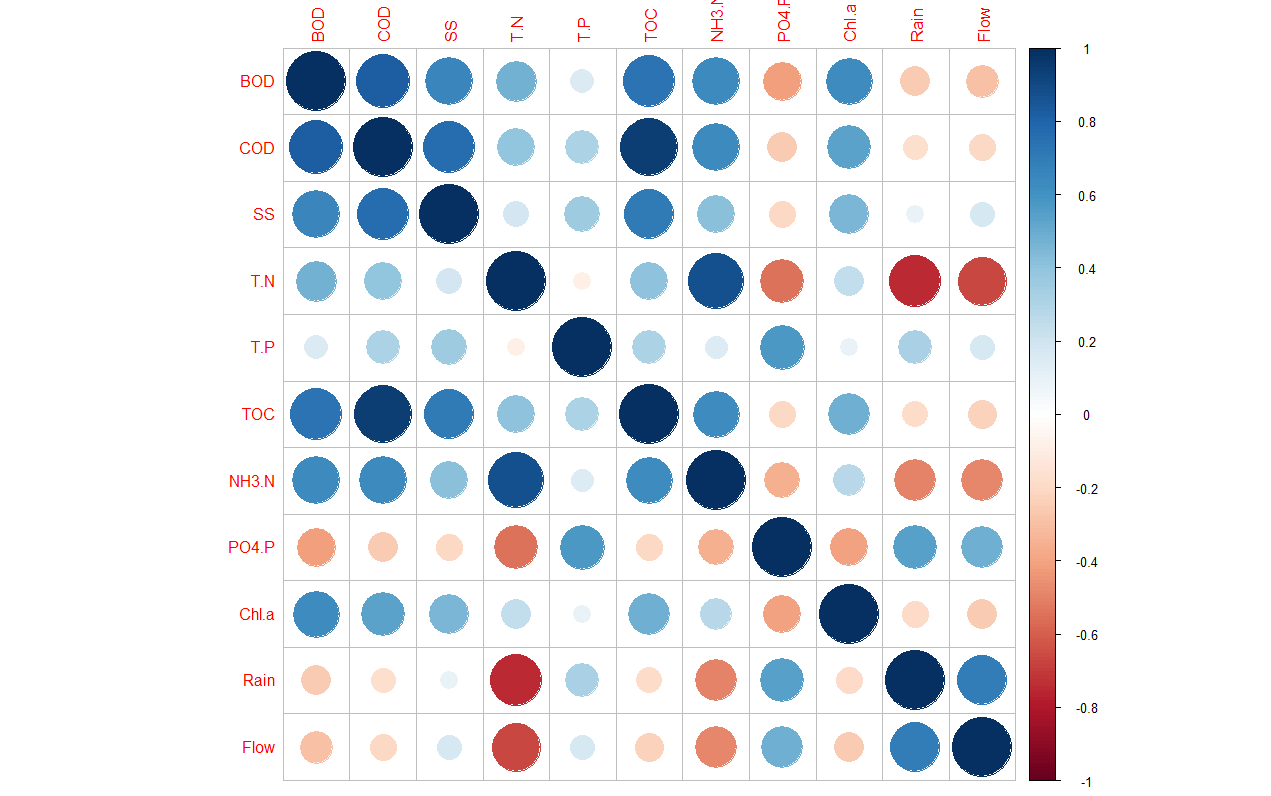 BOD COD SS T.N T.P TOC NH3.N PO4.P Chl.a Rain Flow
BOD
COD
SS
T.N
T.P
TOC
NH3.N
PO4.P
Chl.a
Rain
Flow
1
0.8
0.6
0.4
0.2
0
-0.2
-0.4
-0.6
-0.8
-1